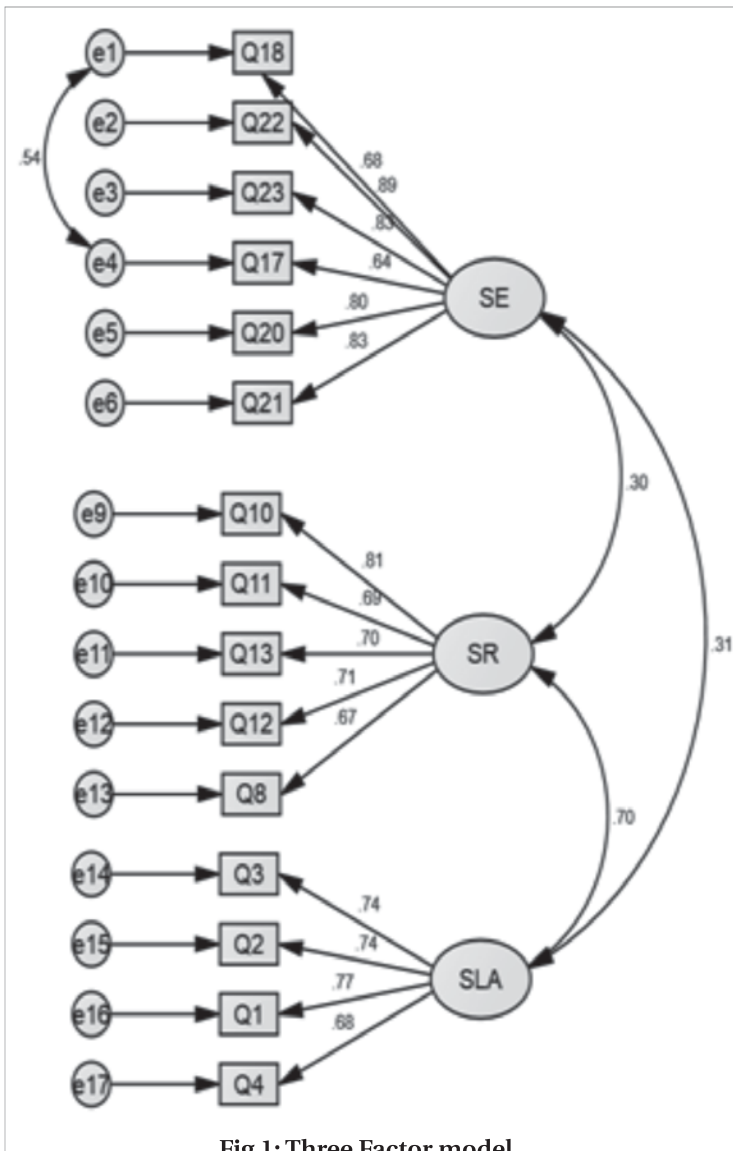 e1 Q18
e2 Q22
.54 .68
.89
e3 Q23
.83
e4 Q17 .64
SE
.80
e5 Q20
.83
e6 Q21
.30
e9 Q10
.81
e10 Q11
.69
.70 .31
e11 Q13 SR
.71
e12 Q12
.67
e13 Q8
.70
e14 Q3
.74
e15 Q2 .74
.77 SLA
e16 Q1
.68
e17 Q4
Fig 1: Three Factor model